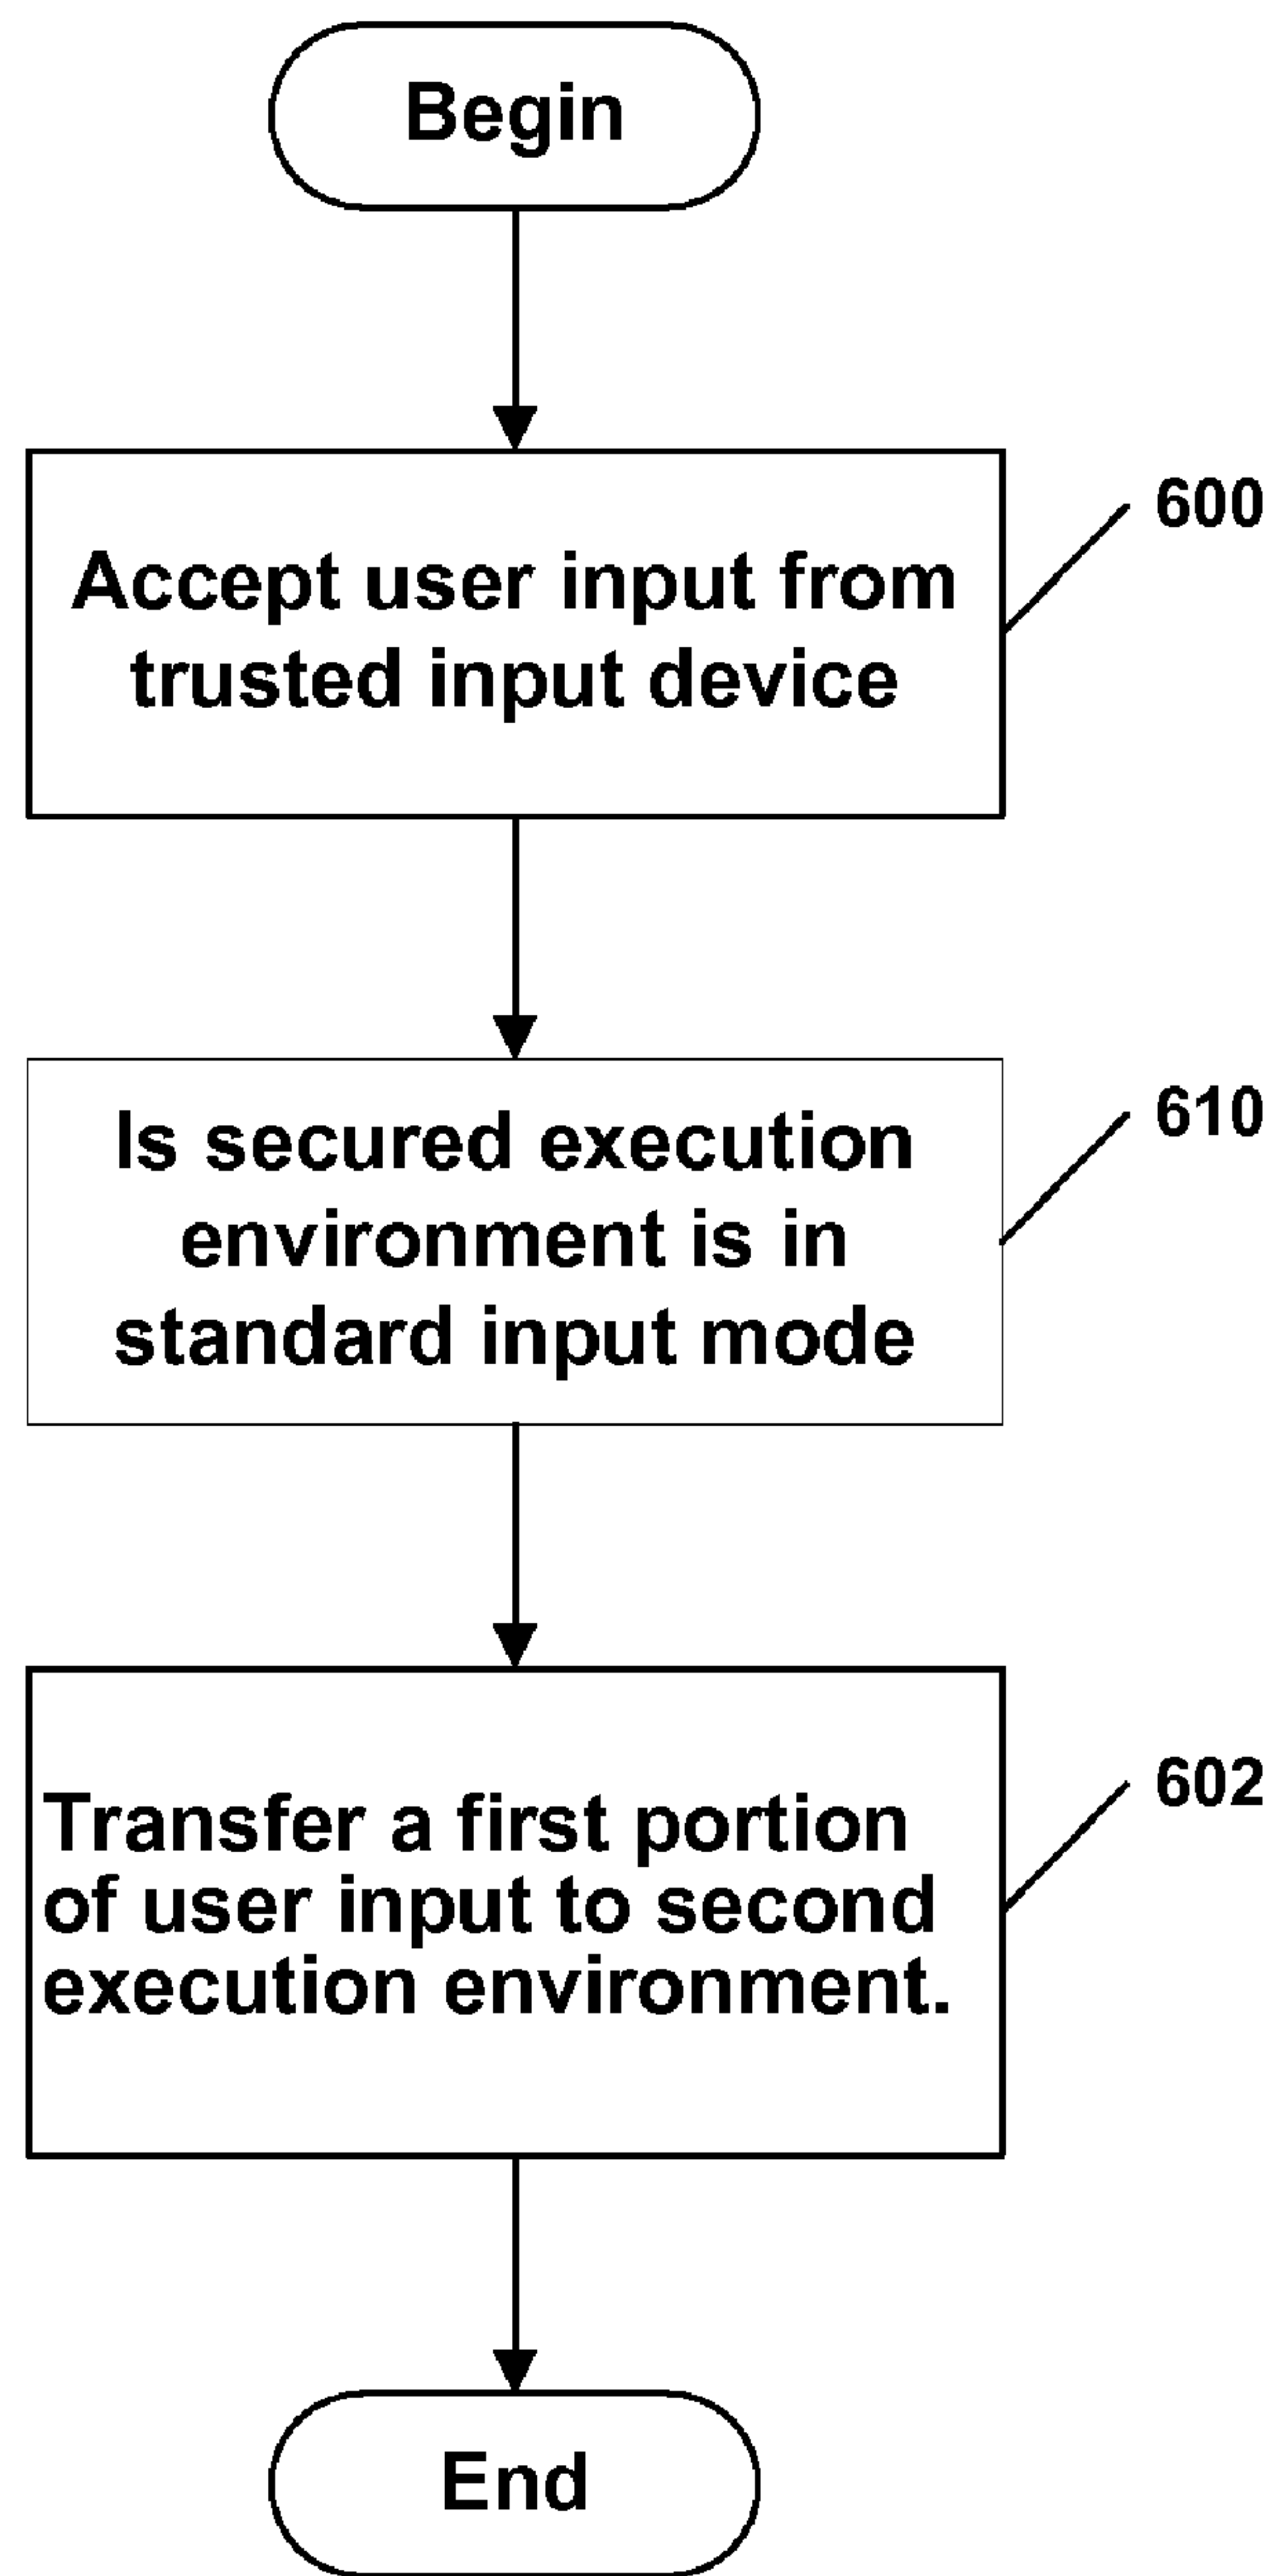 Begin
Accept user input from
trusted input device
600
Is secured execution
environment is in
standard input mode
610
Transfer a first portion
of user input to second
execution environment.
602
End